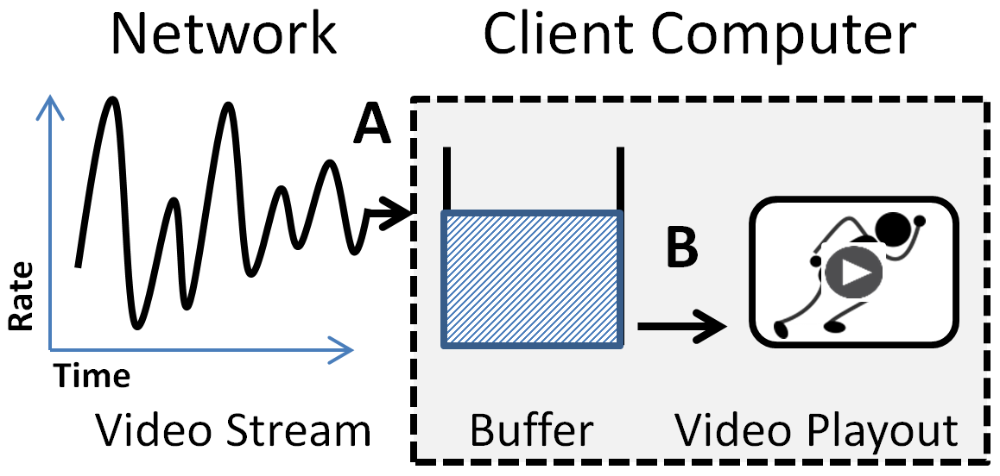 Network
Client Computer
A
B
Rate
Time
Video Stream
Buffer
Video Playout